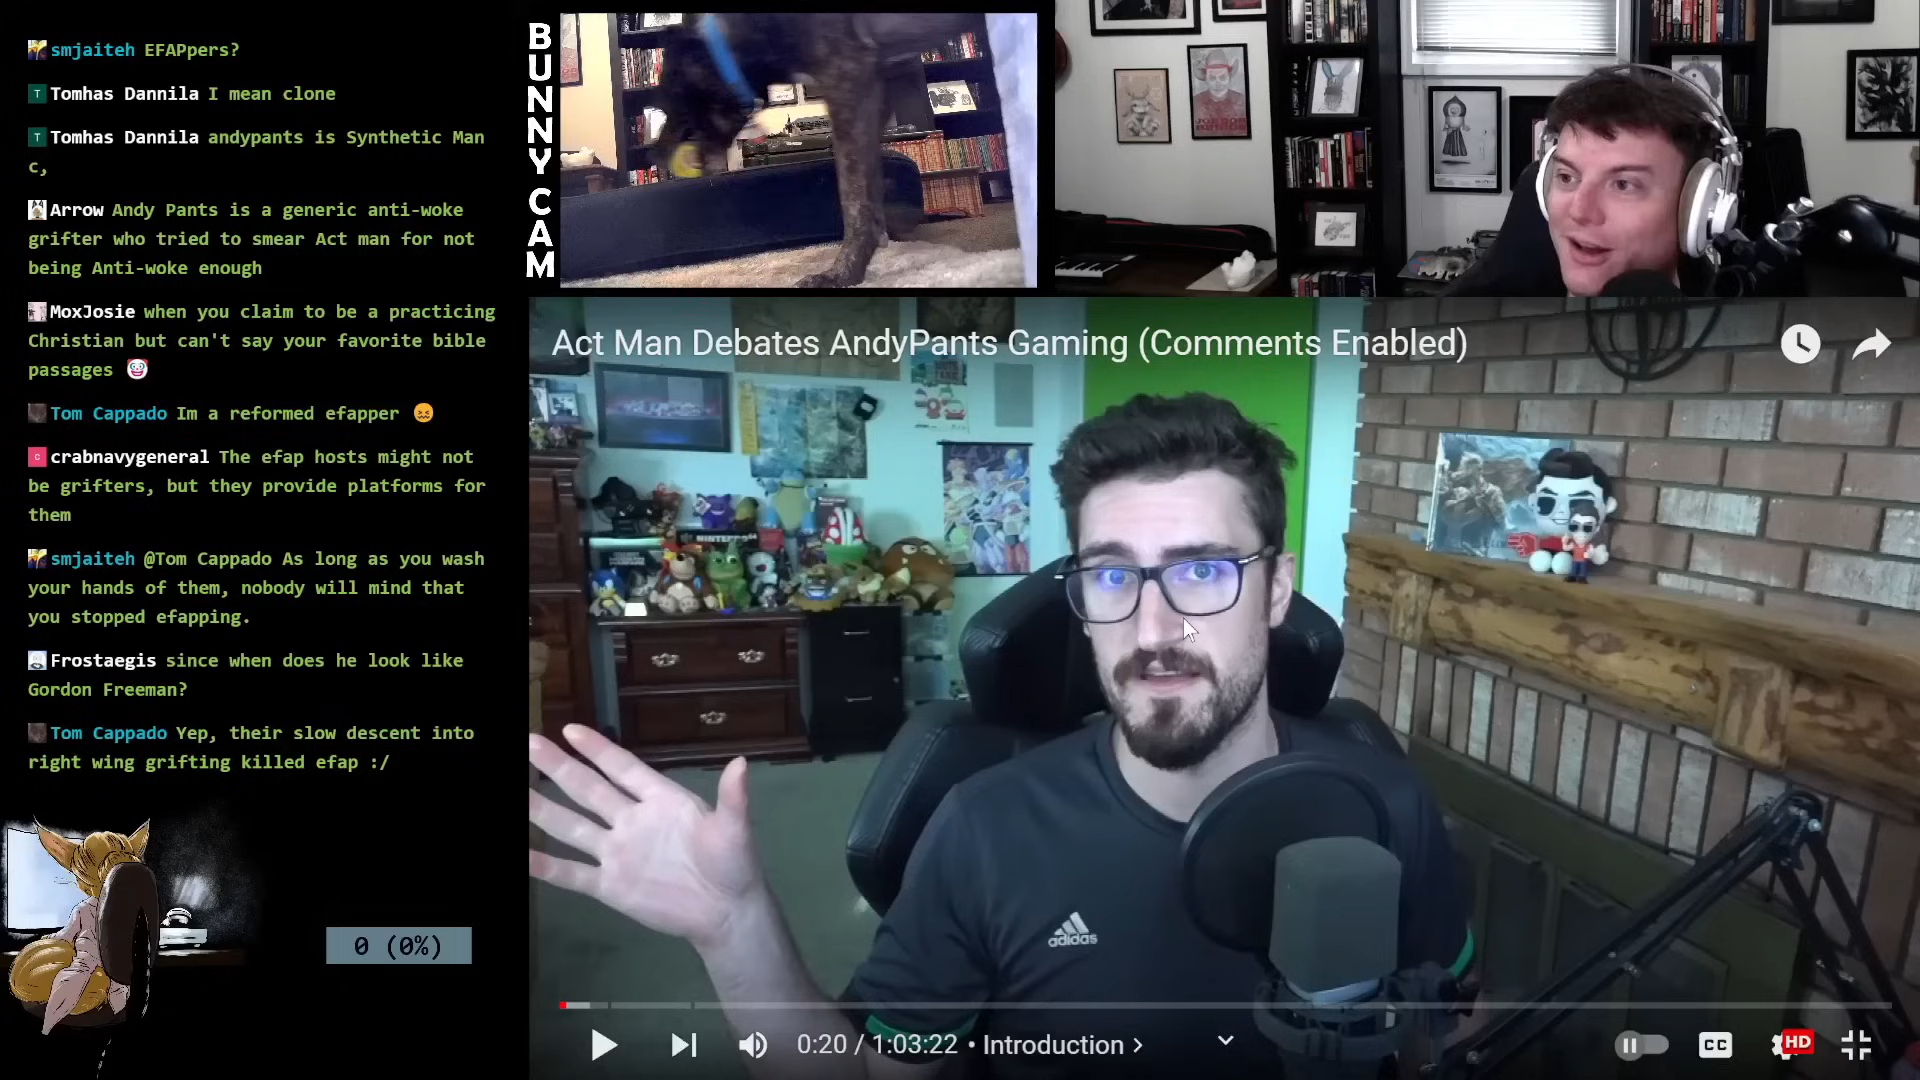 smjaiteh EFAPpers?
T Tomhas Dannila I mean clone
T Tomhas Dannila andypants is Synthetic Man
c,
Arrow Andy Pants is a generic anti-woke
grifter who tried to smear Act man for not
being Anti-woke enough
MoxJosie when you claim to be a practicing
Christian but can't say your favorite bible
passages 🤡
Tom Cappado Im a reformed efapper 😖
c crabnavygeneral The efap hosts might not
be grifters, but they provide platforms for
them
smjaiteh @Tom Cappado As long as you wash
your hands of them, nobody will mind that
you stopped efapping.
Frostaegis since when does he look like
Gordon Freeman?
Tom Cappado Yep, their slow descent into
right wing grifting killed efap :/
0 (0%)
BUNNY CAM
Act Man Debates AndyPants Gaming (Comments Enabled)
NINTENDO
adidas
0:20 / 1:03:22 • Introduction >
CC
HD